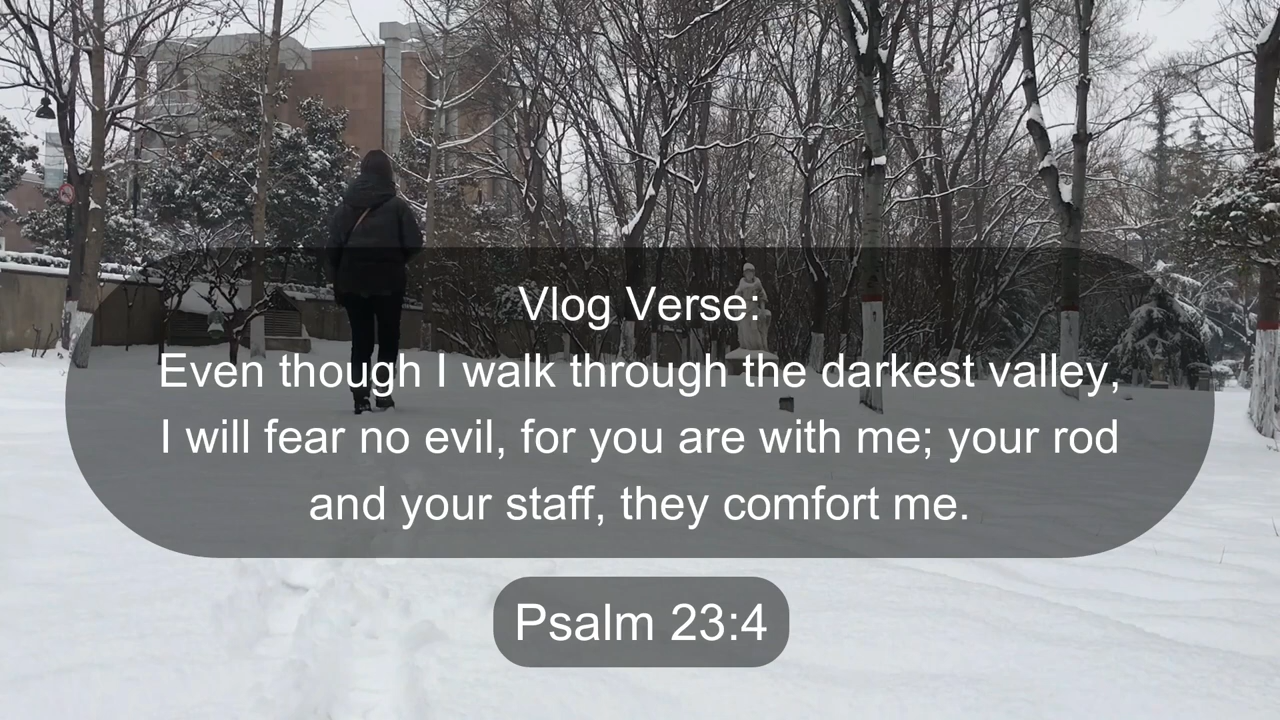 Vlog Verse:
Even though I walk through the darkest valley,
I will fear no evil, for you are with me; your rod
and your staff, they comfort me.
Psalm 23:4